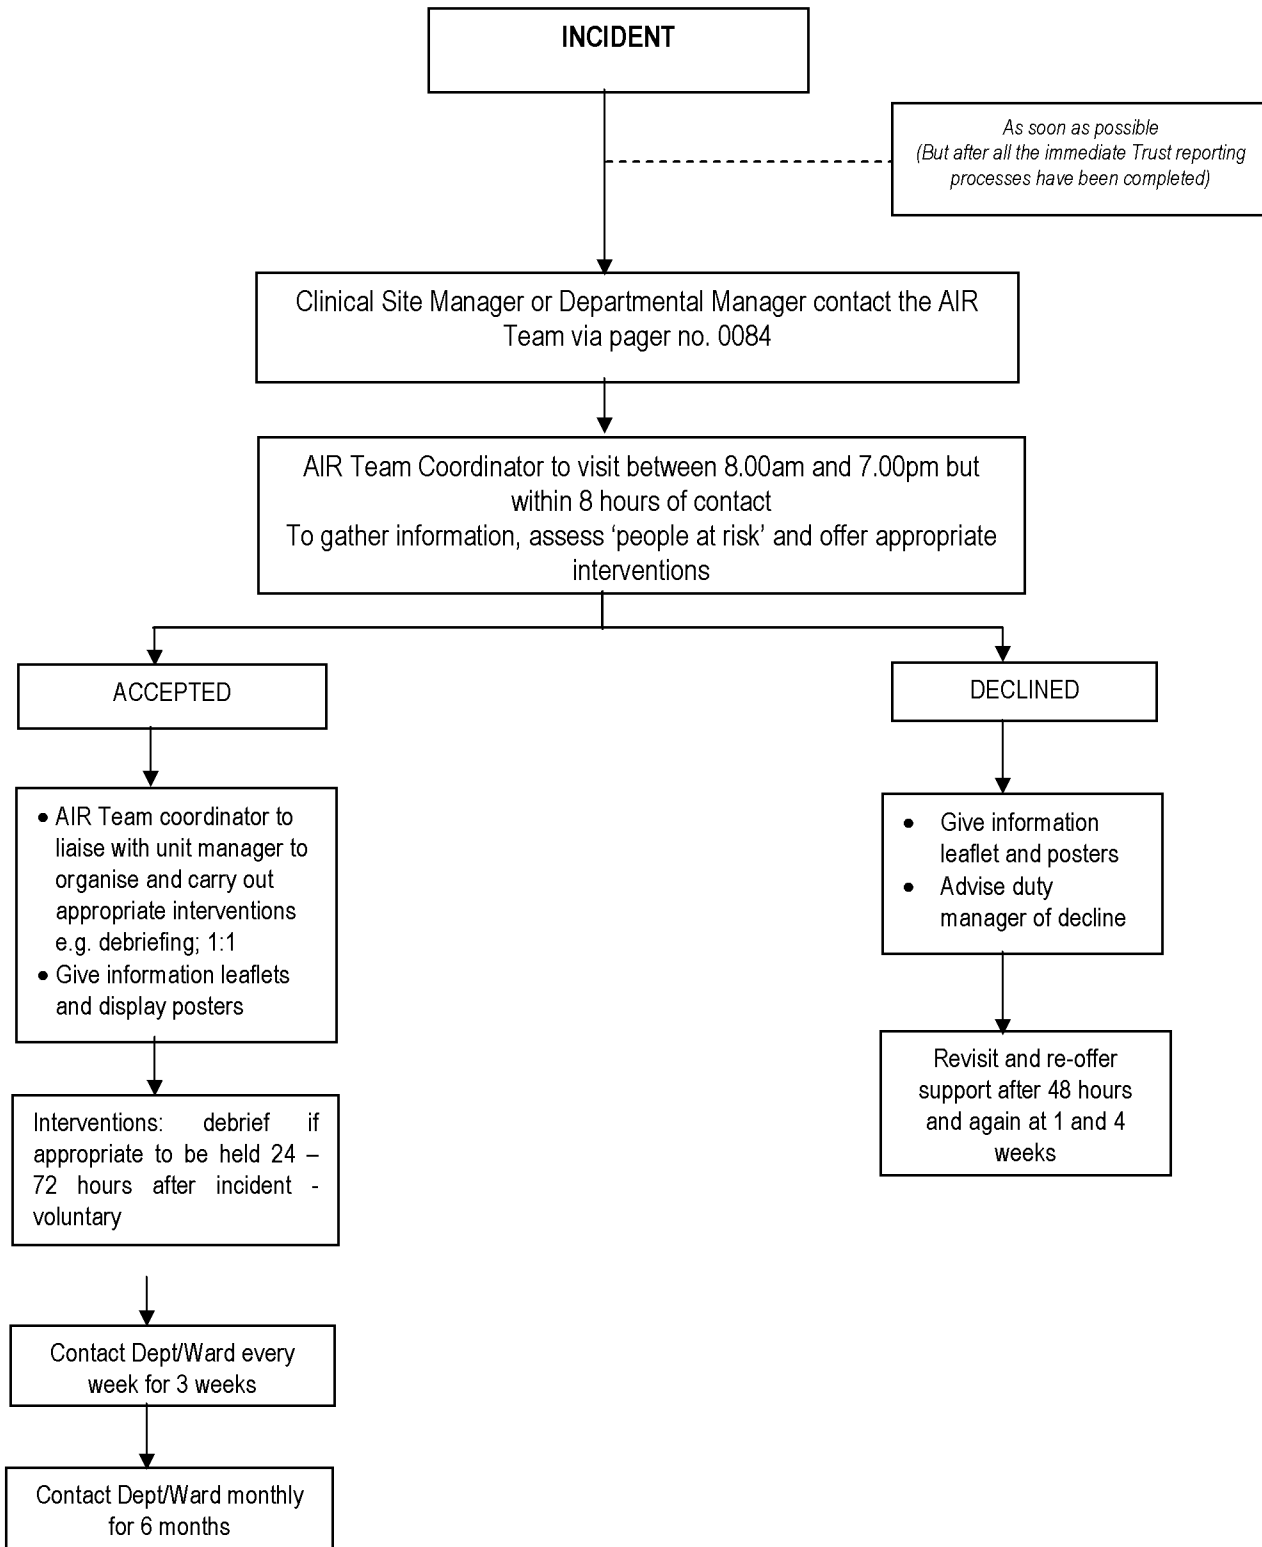 INCIDENT
As soon as possible
(But after all the immediate Trust reporting
processes have been completed)
Clinical Site Manager or Departmental Manager contact the AIR
Team via pager no. 0084
AIR Team Coordinator to visit between 8.00am and 7.00pm but
within 8 hours of contact
To gather information, assess ‘people at risk’ and offer appropriate
interventions
ACCEPTED
• AIR Team coordinator to
liaise with unit manager to
organise and carry out
appropriate interventions
e.g. debriefing; 1:1
• Give information leaflets
and display posters
Interventions: debrief if
appropriate to be held 24 –
72 hours after incident -
voluntary
Contact Dept/Ward every
week for 3 weeks
Contact Dept/Ward monthly
for 6 months
DECLINED
• Give information
leaflet and posters
• Advise duty
manager of decline
Revisit and re-offer
support after 48 hours
and again at 1 and 4
weeks